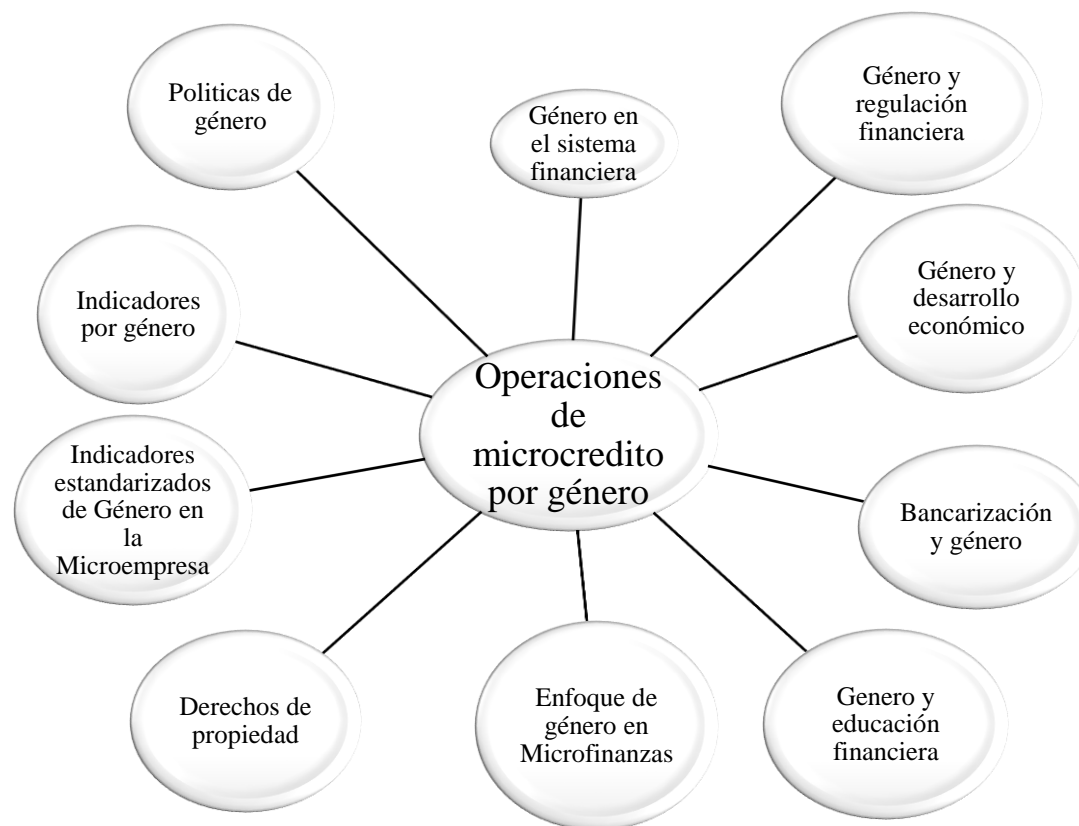 Politicas de
género
Género en
el sistema
financiera
Género y
regulación
financiera
Género y
desarrollo
económico
Indicadores
por género
Operaciones
de
microcredito
por género
Indicadores
estandarizados
de Género en
la
Microempresa
Bancarización
y género
Derechos de
propiedad
Enfoque de
género en
Microfinanzas
Genero y
educación
financiera